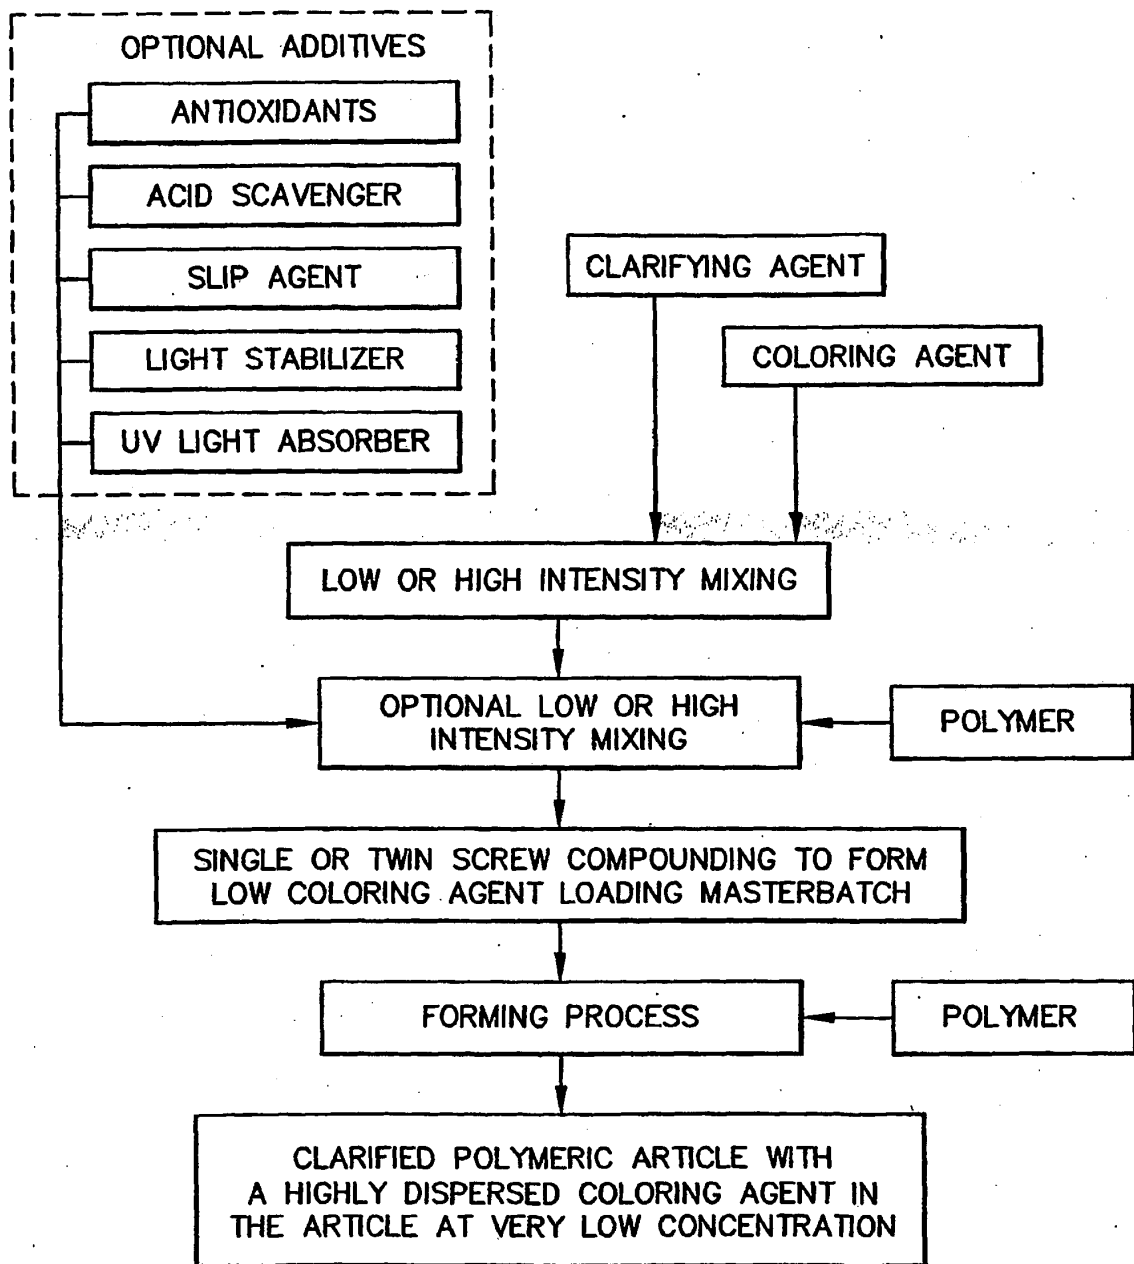 OPTIONAL ADDITIVES
ANTIOXIDANTS
ACID SCAVENGER
SLIP AGENT
LIGHT STABILIZER
UV LIGHT ABSORBER
CLARIFYING AGENT
COLORING AGENT
LOW OR HIGH INTENSITY MIXING
OPTIONAL LOW OR HIGH
INTENSITY MIXING
POLYMER
SINGLE OR TWIN SCREW COMPOUNDING TO FORM
LOW COLORING AGENT LOADING MASTERBATCH
FORMING PROCESS
POLYMER
CLARIFIED POLYMERIC ARTICLE WITH
A HIGHLY DISPERSED COLORING AGENT IN
THE ARTICLE AT VERY LOW CONCENTRATION